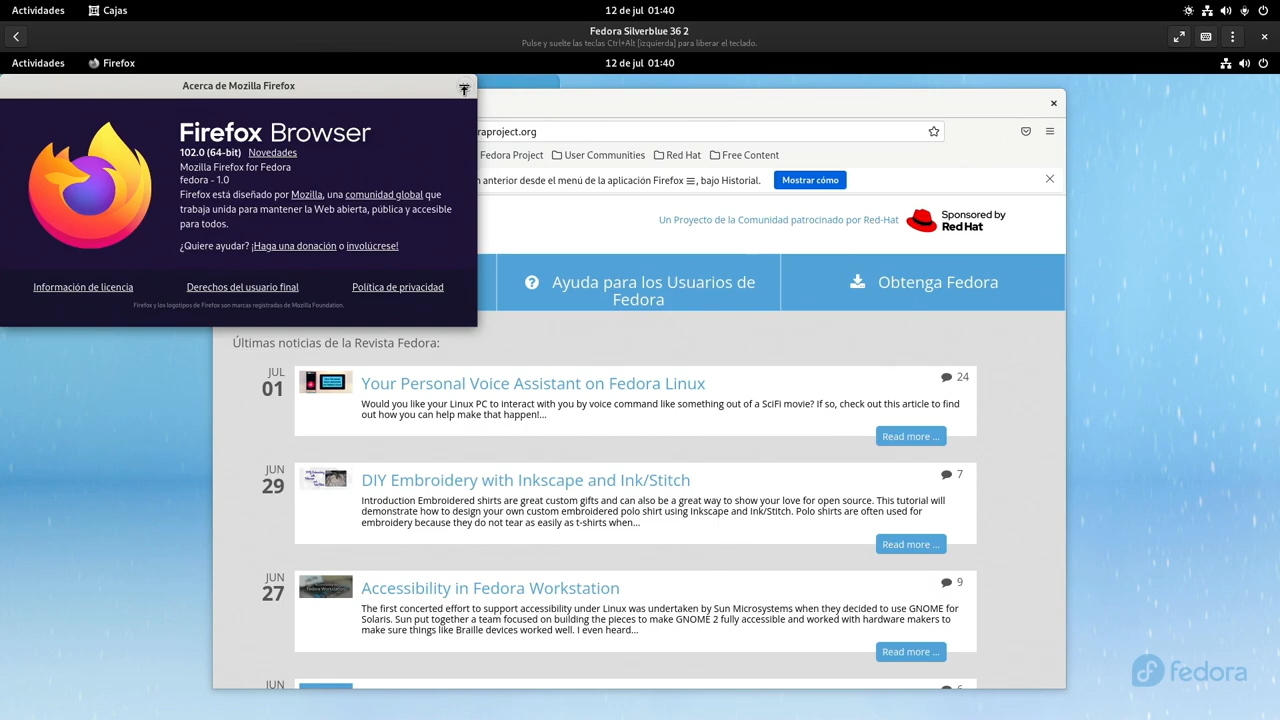 Actividades
Cajas
12 de jul 01:40
Fedora Silverblue 36 2
Pulse y suelte las teclas Ctrl+Alt [izquierda] para liberar el teclado.
Actividades
Firefox
12 de jul 01:40
Acerca de Mozilla Firefox
Firefox Browser
102.0 (64-bit) Novedades
Mozilla Firefox for Fedora
fedora - 1.0
Firefox está diseñado por Mozilla, una comunidad global que
trabaja unida para mantener la Web abierta, pública y accesible
para todos.
¿Quiere ayudar? ¡Haga una donación o involúcrese!
Información de licencia
Derechos del usuario final
Política de privacidad
Firefox y los logotipos de Firefox son marcas registradas de Mozilla Foundation.
raproject.org
Fedora Project
User Communities
Red Hat
Free Content
n anterior desde el menú de la aplicación Firefox ☰, bajo Historial.
Mostrar cómo
Un Proyecto de la Comunidad patrocinado por Red-Hat
Sponsored by
Red Hat
Ayuda para los Usuarios de
Fedora
Obtenga Fedora
Últimas noticias de la Revista Fedora:
JUL
01
Your Personal Voice Assistant on Fedora Linux
24
Would you like your Linux PC to interact with you by voice command like something out of a SciFi movie? If so, check out this article to find
out how you can help make that happen!...
Read more ...
JUN
29
DIY Embroidery with Inkscape and Ink/Stitch
7
Introduction Embroidered shirts are great custom gifts and can also be a great way to show your love for open source. This tutorial will
demonstrate how to design your own custom embroidered polo shirt using Inkscape and Ink/Stitch. Polo shirts are often used for
embroidery because they do not tear as easily as t-shirts when...
Read more ...
JUN
27
Accessibility in Fedora Workstation
9
The first concerted effort to support accessibility under Linux was undertaken by Sun Microsystems when they decided to use GNOME for
Solaris. Sun put together a team focused on building the pieces to make GNOME 2 fully accessible and worked with hardware makers to
make sure things like Braille devices worked well. I even heard...
Read more ...
JUN
fedora